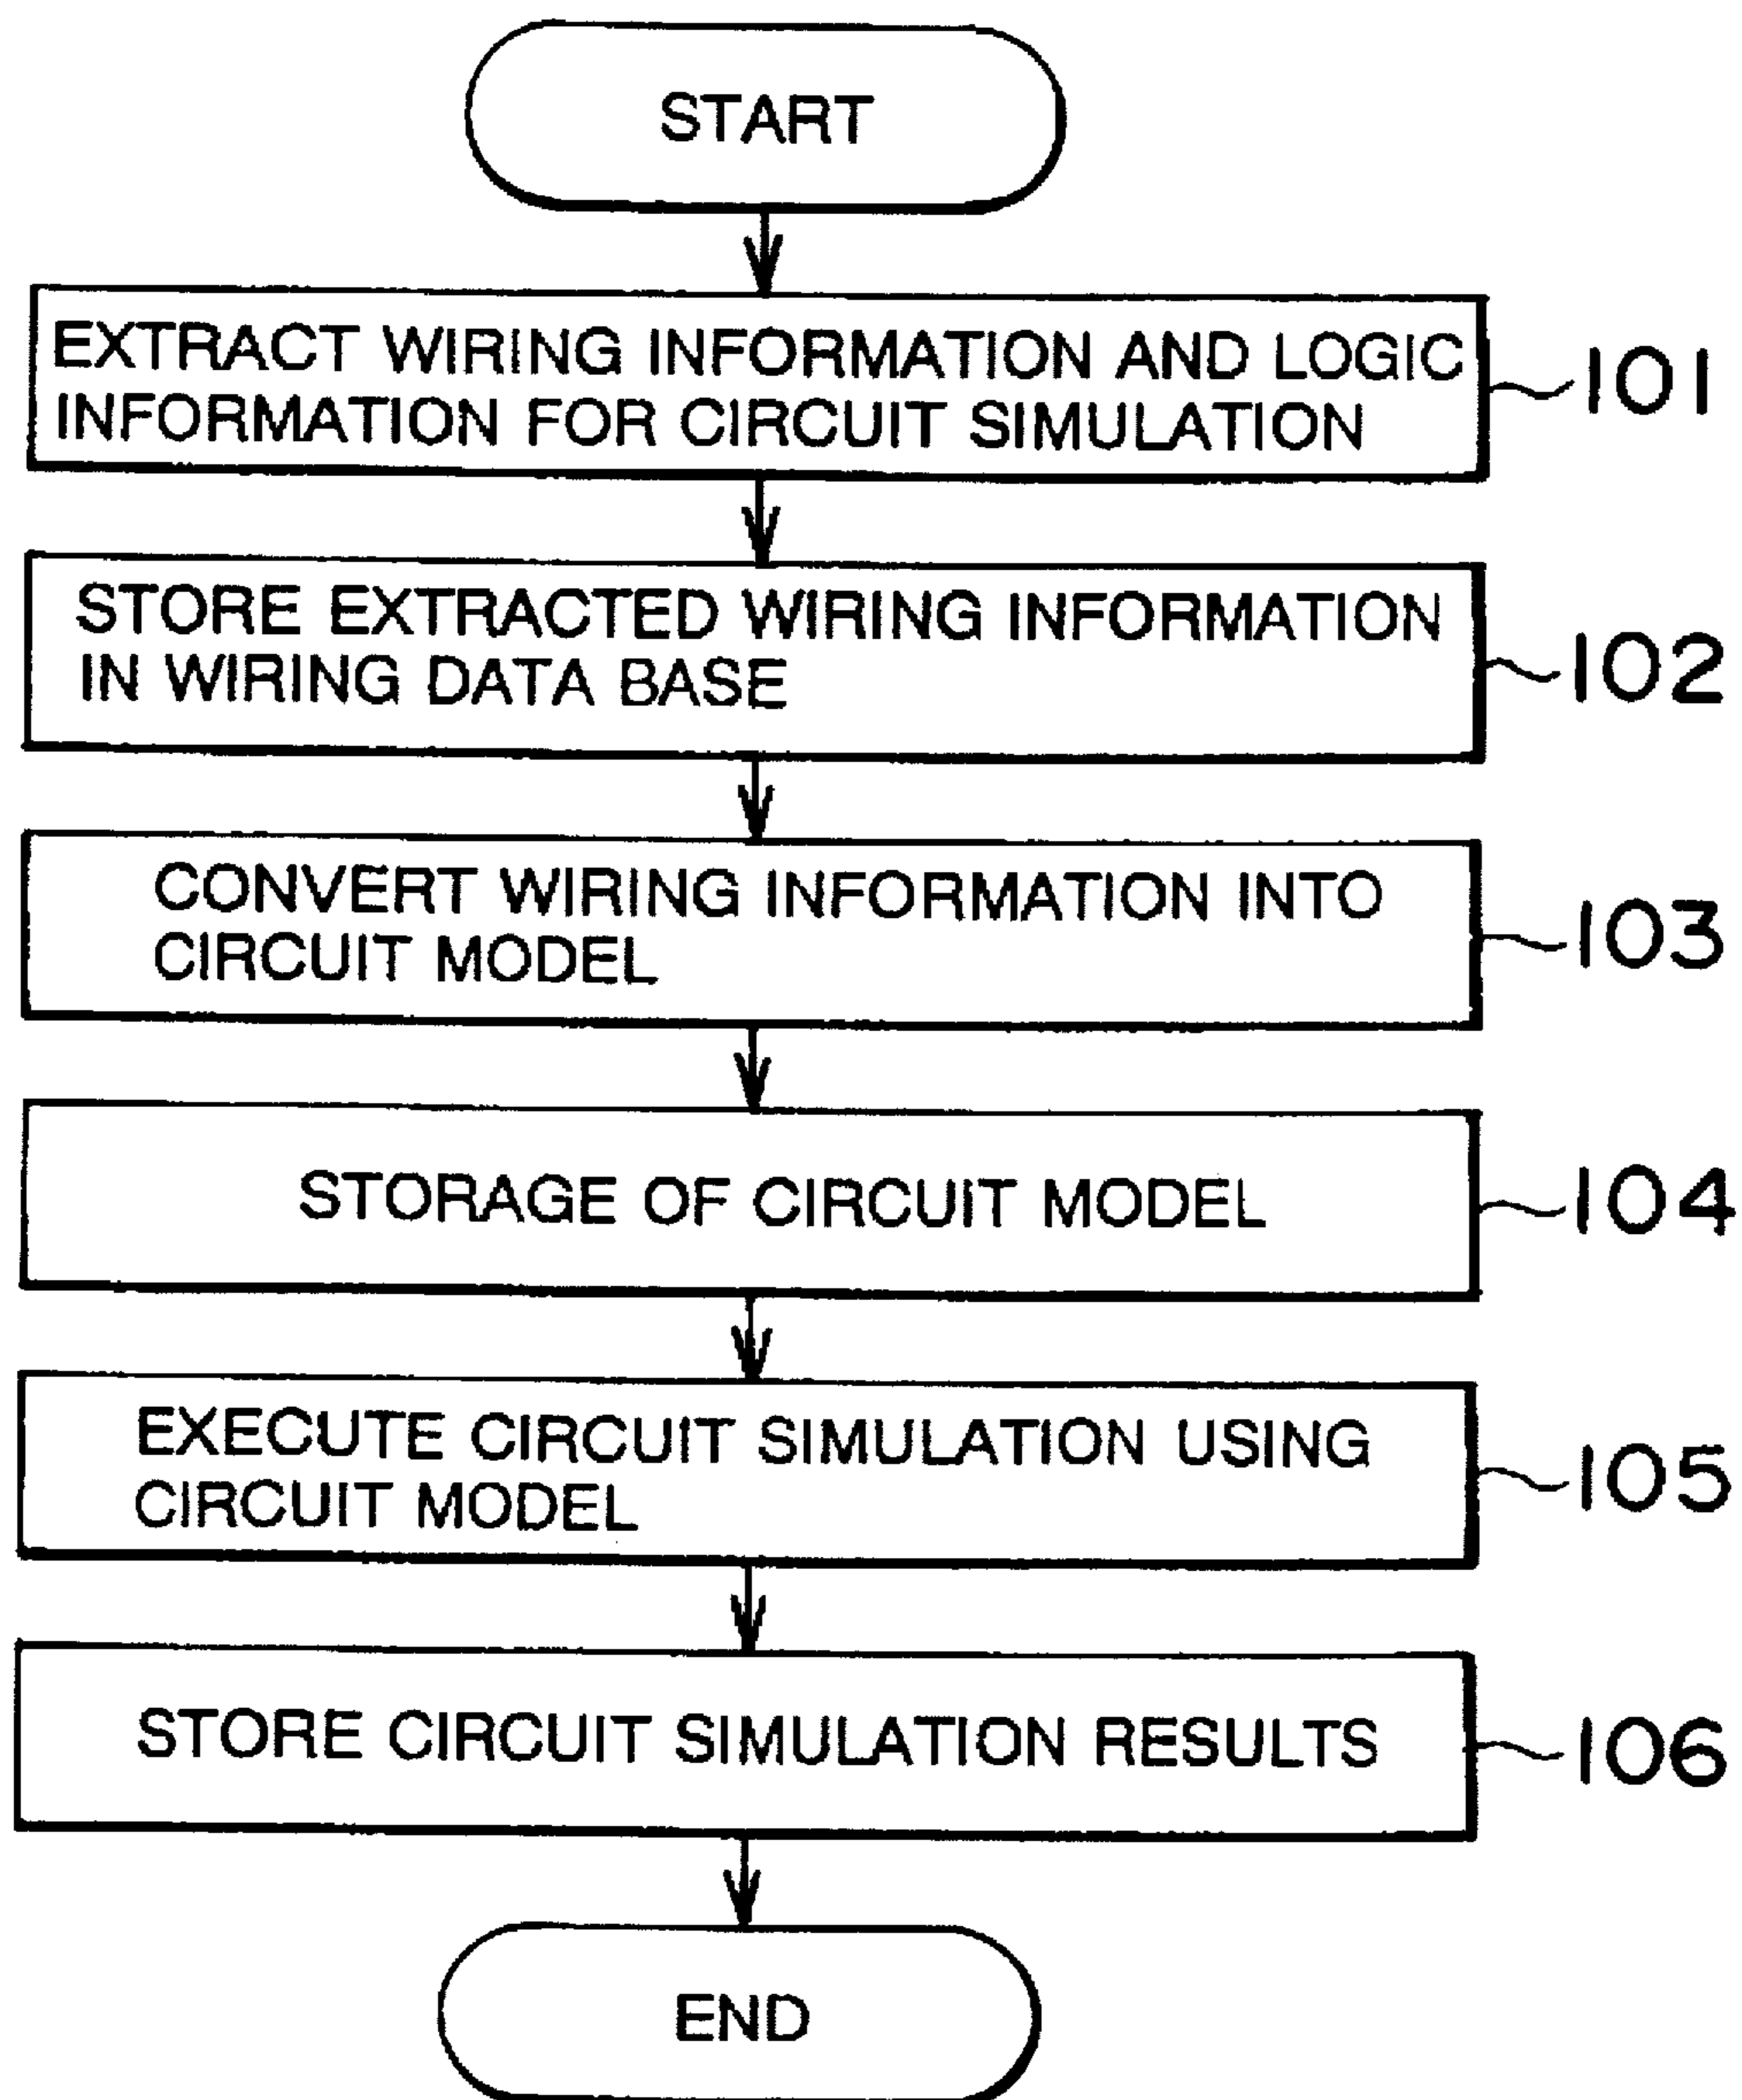 START
EXTRACT WIRING INFORMATION AND LOGIC
INFORMATION FOR CIRCUIT SIMULATION
101
STORE EXTRACTED WIRING INFORMATION
IN WIRING DATA BASE
102
CONVERT WIRING INFORMATION INTO
CIRCUIT MODEL
103
STORAGE OF CIRCUIT MODEL
104
EXECUTE CIRCUIT SIMULATION USING
CIRCUIT MODEL
105
STORE CIRCUIT SIMULATION RESULTS
106
END